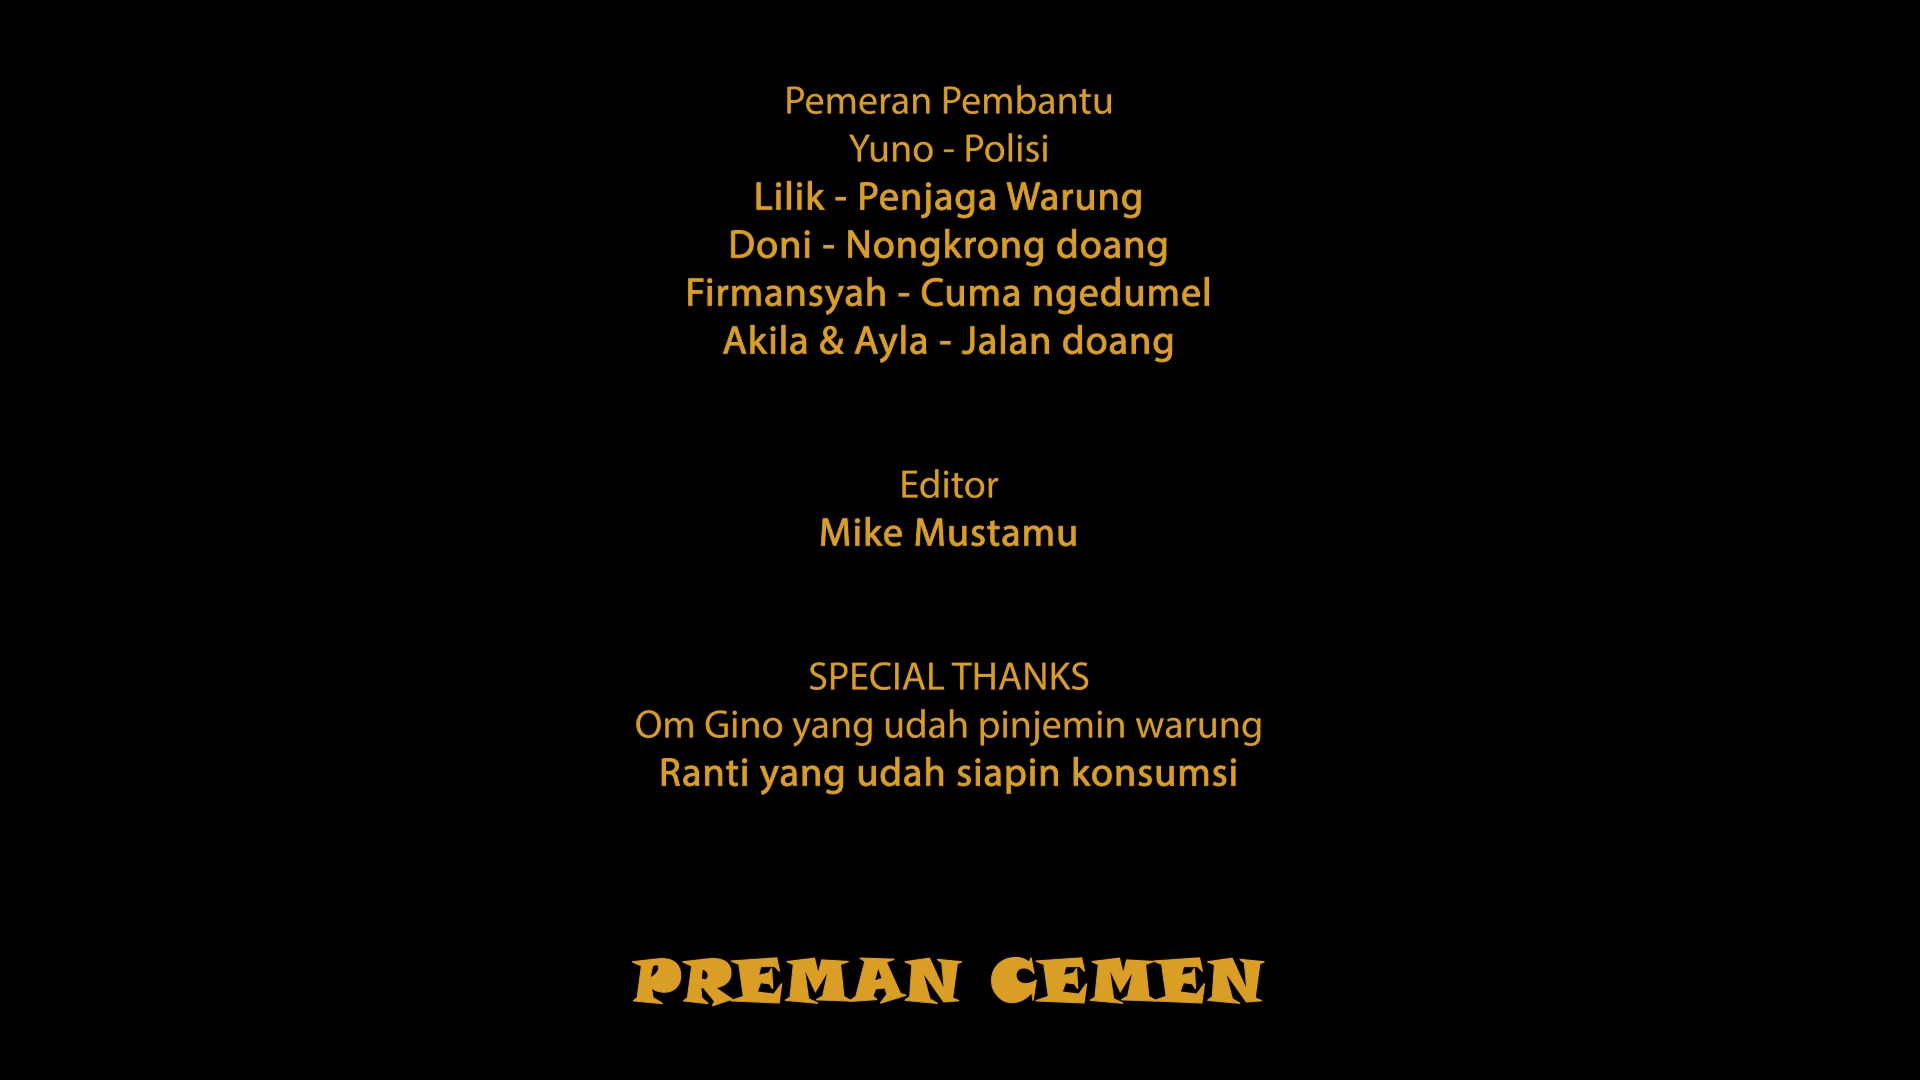 Pemeran Pembantu
Yuno - Polisi
Lilik - Penjaga Warung
Doni - Nongkrong doang
Firmansyah - Cuma ngedumel
Akila & Ayla - Jalan doang
Editor
Mike Mustamu
SPECIAL THANKS
Om Gino yang udah pinjemin warung
Ranti yang udah siapin konsumsi
PREMAN CEMEN